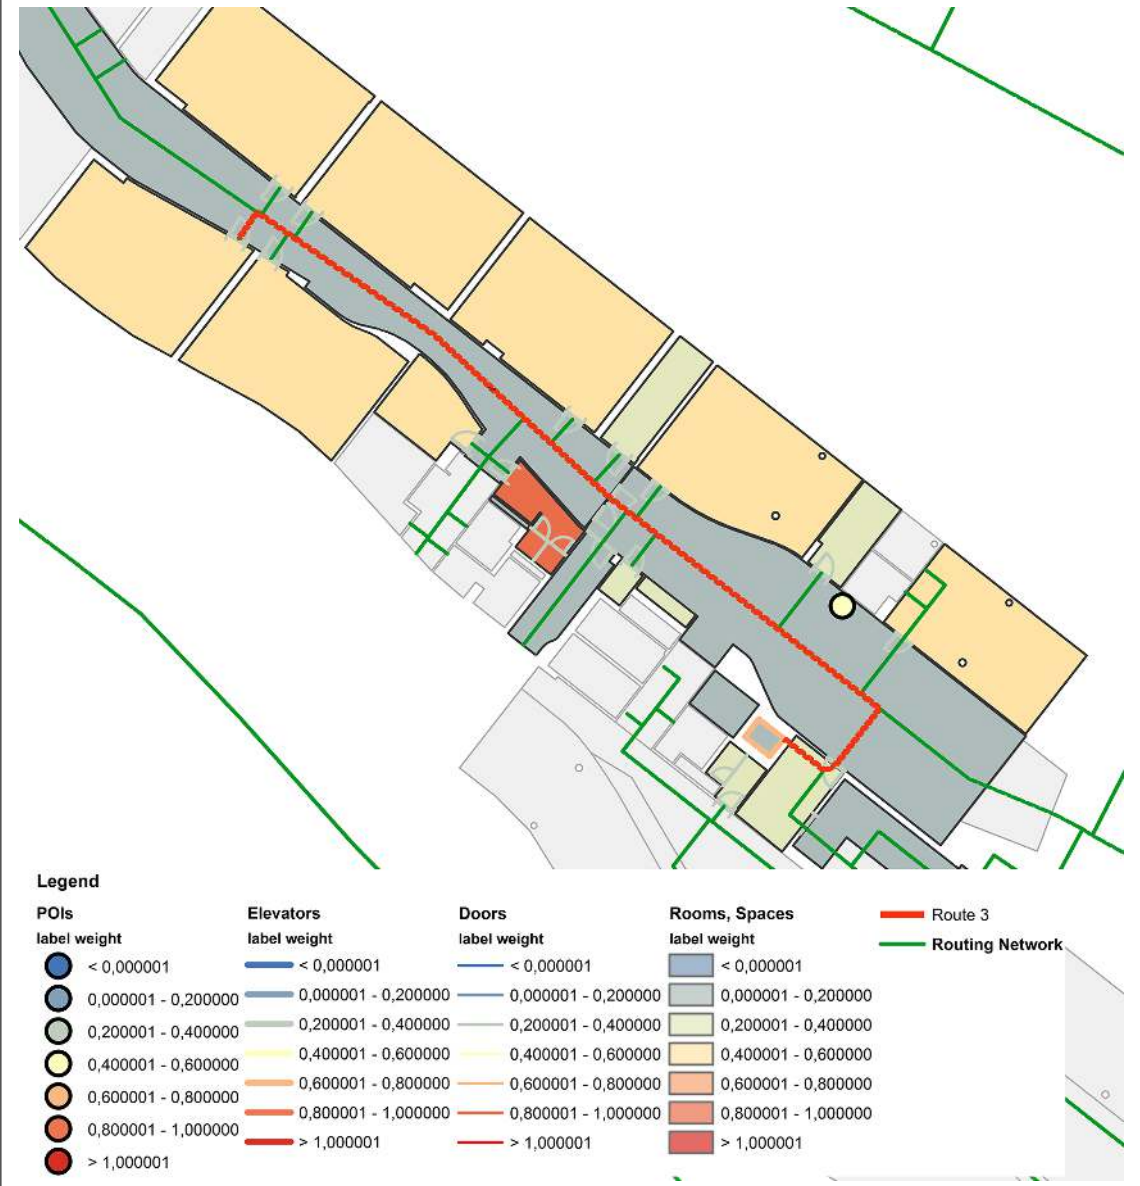 Legend
POIs Elevators Doors Rooms, Spaces Route 3
label weight label weight label weight label weight Routing Network
< 0,000001 < 0,000001 < 0,000001 < 0,000001
0,000001 - 0,200000 0,000001 - 0,200000 0,000001 - 0,200000 0,000001 - 0,200000
0,200001 - 0,400000 0,200001 - 0,400000 0,200001 - 0,400000 0,200001 - 0,400000
0,400001 - 0,600000 0,400001 - 0,600000 0,400001 - 0,600000 0,400001 - 0,600000
0,600001 - 0,800000 0,600001 - 0,800000 0,600001 - 0,800000 0,600001 - 0,800000
0,800001 - 1,000000 0,800001 - 1,000000 0,800001 - 1,000000 0,800001 - 1,000000
> 1,000001 > 1,000001 > 1,000001 > 1,000001